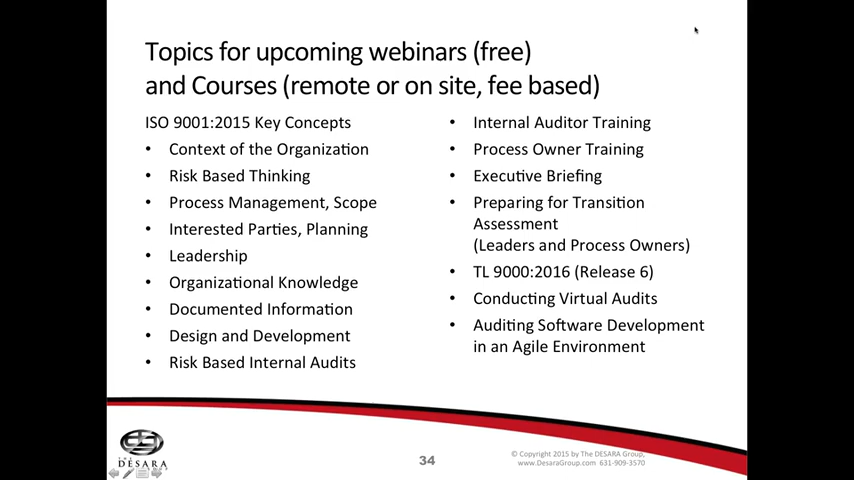 Topics for upcoming webinars (free)
and Courses (remote or on site, fee based)
ISO 9001:2015 Key Concepts
• Context of the Organization
• Risk Based Thinking
• Process Management, Scope
• Interested Parties, Planning
• Leadership
• Organizational Knowledge
• Documented Information
• Design and Development
• Risk Based Internal Audits
• Internal Auditor Training
• Process Owner Training
• Executive Briefing
• Preparing for Transition
Assessment
(Leaders and Process Owners)
• TL 9000:2016 (Release 6)
• Conducting Virtual Audits
• Auditing Software Development
in an Agile Environment
THE
DESARA
34
© Copyright 2015 by The DESARA Group,
www.DesaraGroup.com 631-909-3570